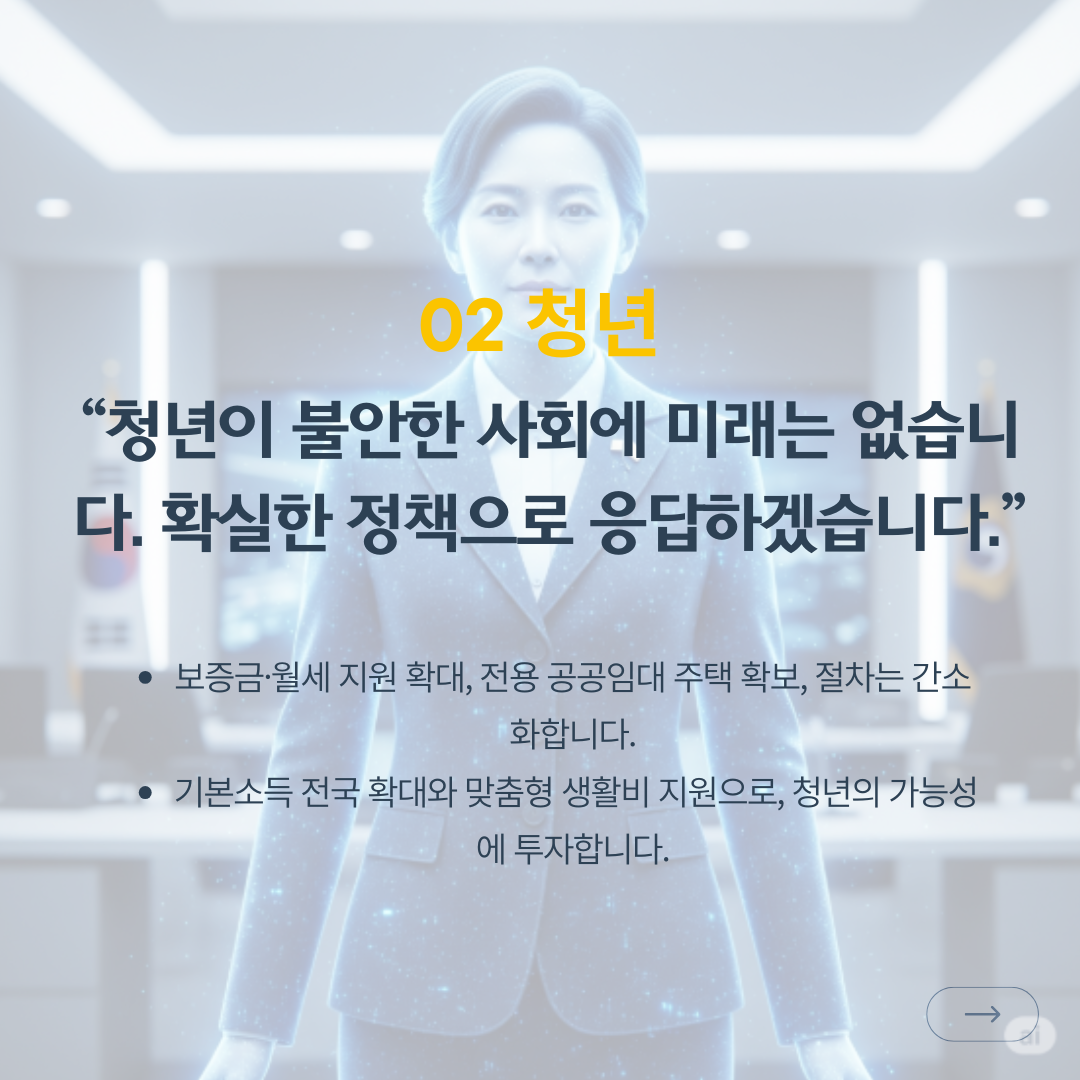 02 청년
“청년이 불안한 사회에 미래는 없습니
다. 확실한 정책으로 응답하겠습니다.”
• 보증금·월세 지원 확대, 전용 공공임대 주택 확보, 절차는 간소
화합니다.
• 기본소득 전국 확대와 맞춤형 생활비 지원으로, 청년의 가능성
에 투자합니다.
→
ai